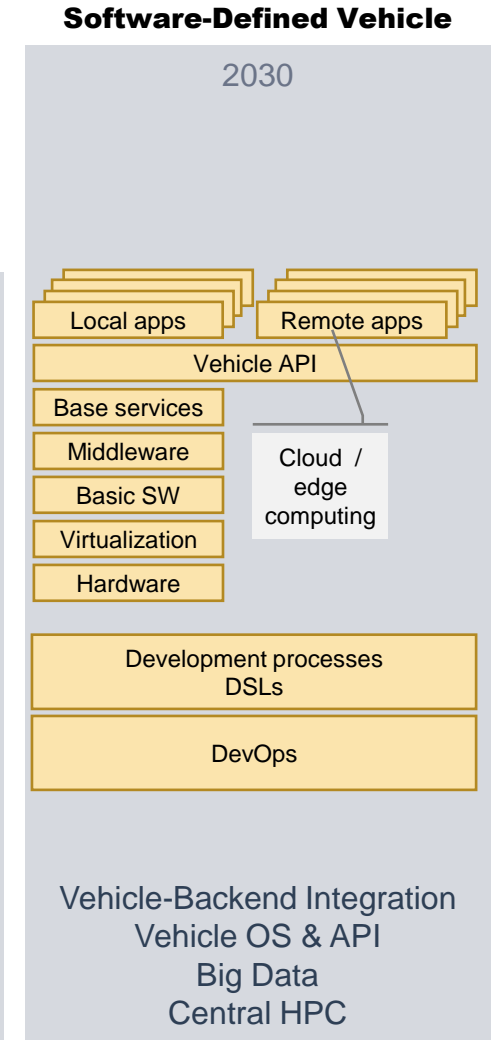 Software-Defined Vehicle
2030
Local apps
Remote apps
Vehicle API
Base services
Middleware
Basic SW
Virtualization
Hardware
Cloud /
edge
computing
Development processes
DSLs
DevOps
Vehicle-Backend Integration
Vehicle OS & API
Big Data
Central HPC